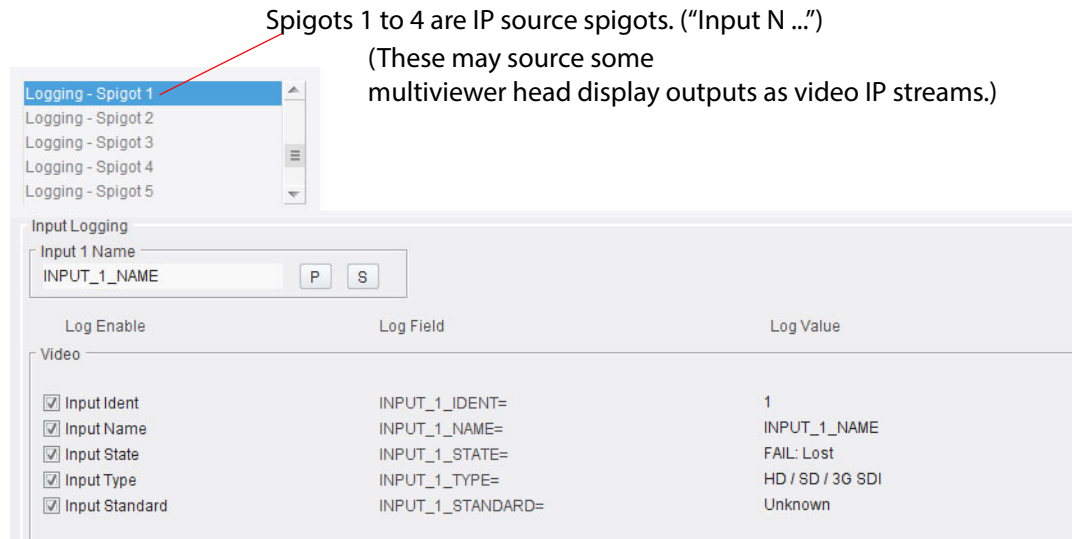 Spigots 1 to 4 are IP source spigots. (“Input N ...”)
(These may source some
multiviewer head display outputs as video IP streams.)
Logging - Spigot 1
Logging - Spigot 2
Logging - Spigot 3
Logging - Spigot 4
Logging - Spigot 5
Input Logging
Input 1 Name
INPUT_1_NAME P S
Log Enable Log Field Log Value
Video
Input Ident INPUT_1_IDENT= 1
Input Name INPUT_1_NAME= INPUT_1_NAME
Input State INPUT_1_STATE= FAIL: Lost
Input Type INPUT_1_TYPE= HD / SD / 3G SDI
Input Standard INPUT_1_STANDARD= Unknown